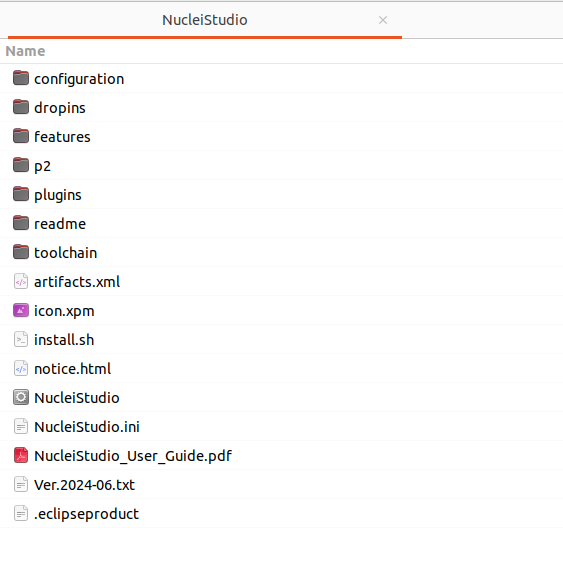 NucleiStudio
Name
configuration
dropins
features
p2
plugins
readme
toolchain
artifacts.xml
icon.xpm
install.sh
notice.html
NucleiStudio
NucleiStudio.ini
NucleiStudio_User_Guide.pdf
Ver.2024-06.txt
.eclipseproduct